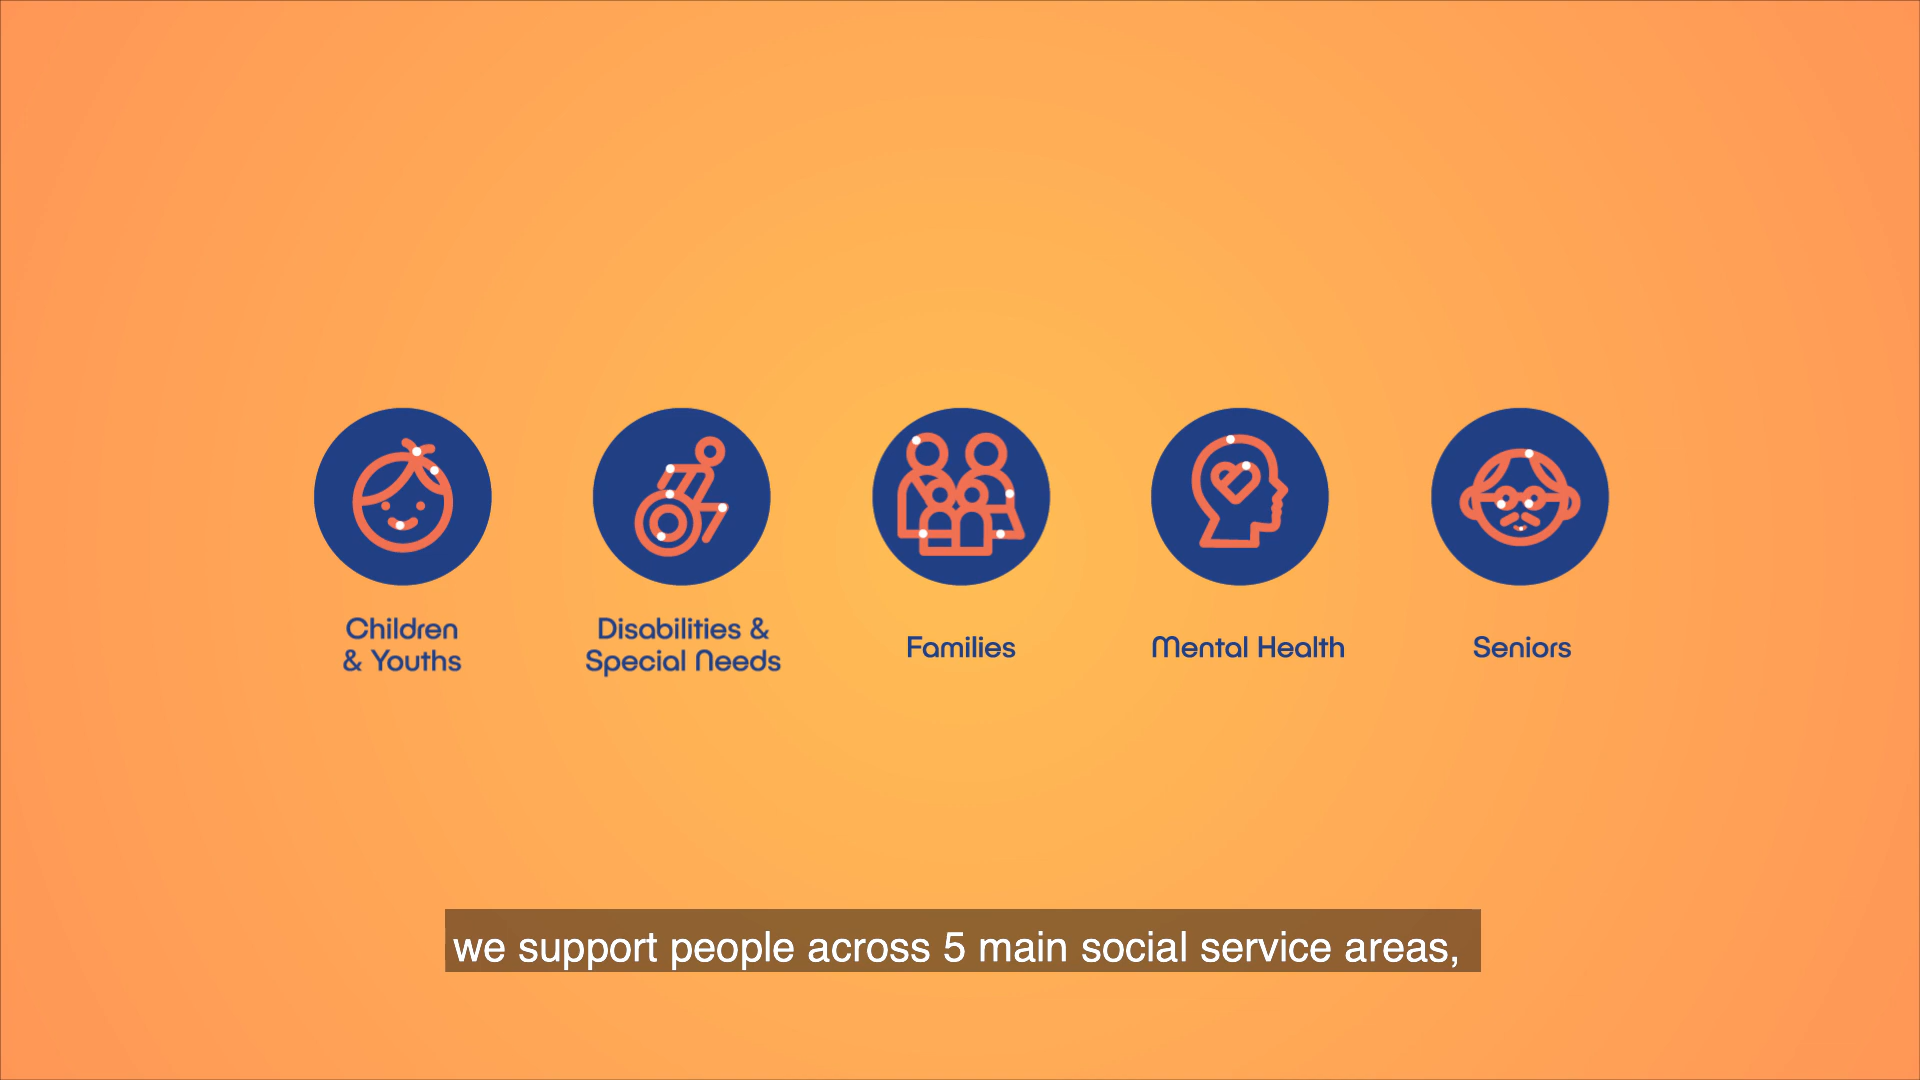 Children
& Youths
Disabilities &
Special Needs
Families
Mental Health
Seniors
we support people across 5 main social service areas,